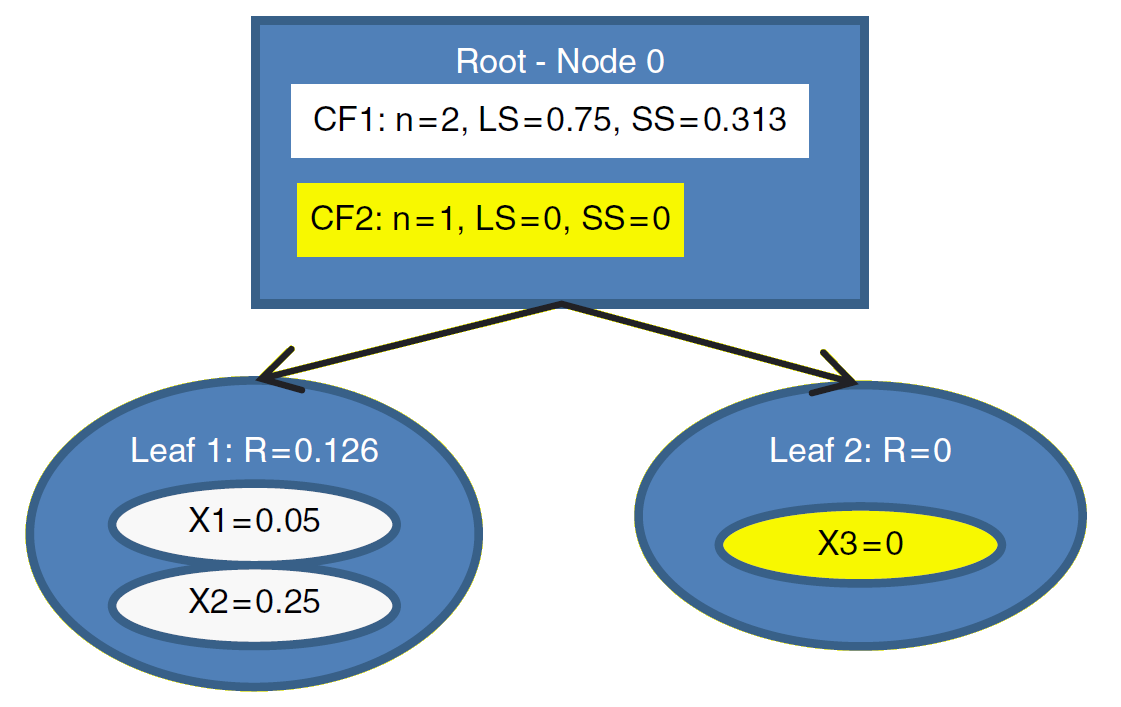 Root - Node 0
CF1: n=2, LS=0.75, SS=0.313
CF2: n=1, LS=0, SS=0
Leaf 1: R=0.126
X1=0.05
X2=0.25
Leaf 2: R=0
X3=0